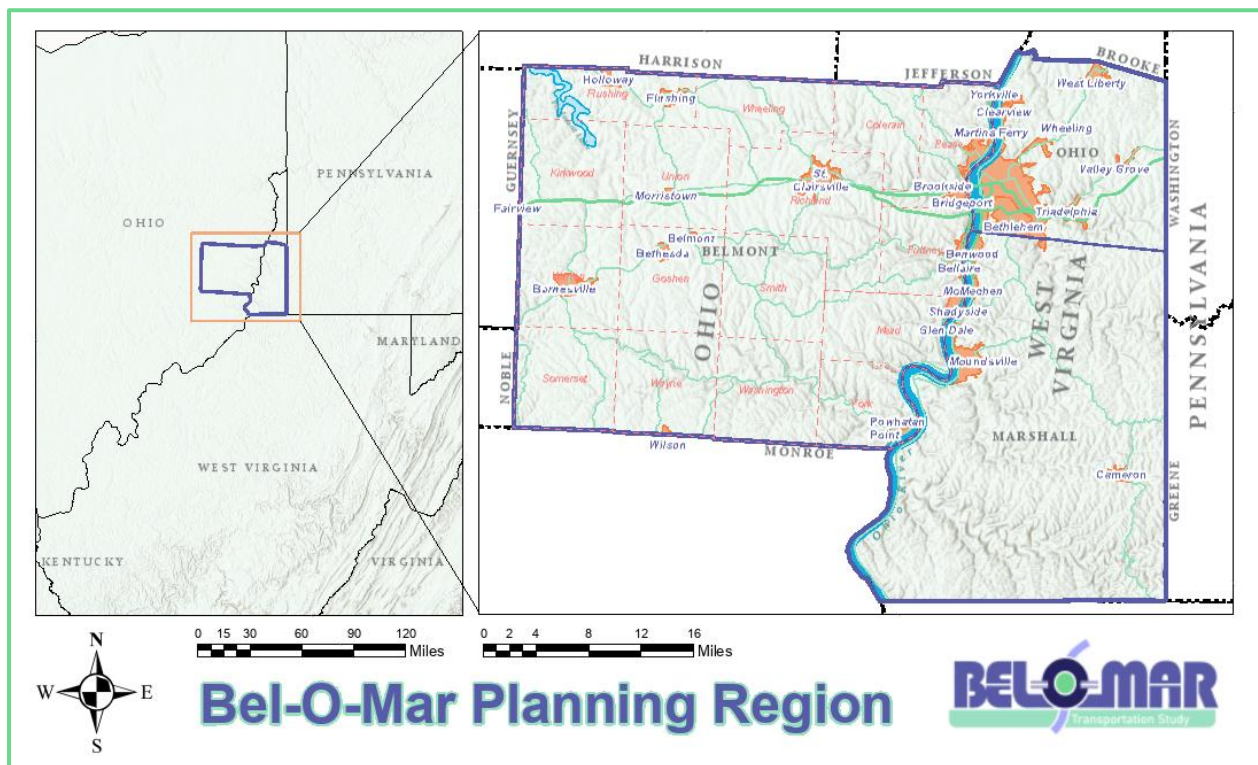 OHIO
PENNSYLVANIA
MARYLAND
WEST VIRGINIA
KENTUCKY
VIRGINIA
HARRISON
JEFFERSON
BROOKE
GUERNSEY
NOBLE
MONROE
WASHINGTON
GREENE
PENNSYLVANIA
OHIO
WEST
VIRGINIA
BELMONT
OHIO
MARSHALL
Holloway
Rushing
Flushing
Wheeling
Colerain
Yorkville
Clearview
West Liberty
Martins Ferry
Pease
Wheeling
Valley Grove
Kirkwood
Union
St.
Clairsville
Richland
Brookside
Bridgeport
Morristown
Fairview
Triadelphia
Bethlehem
Belmont
Bethesda
Goshen
Pultney
Benwood
Bellaire
Barnesville
Smith
McMechen
Shadyside
Glen Dale
Mead
Moundsville
Somerset
Wayne
Washington
York
Powhatan
Point
Wilson
Cameron
Ohio River
N
W
E
S
0 15 30 60 90 120
Miles
0 2 4 8 12 16
Miles
Bel-O-Mar Planning Region
BEL-O-MAR
Transportation Study